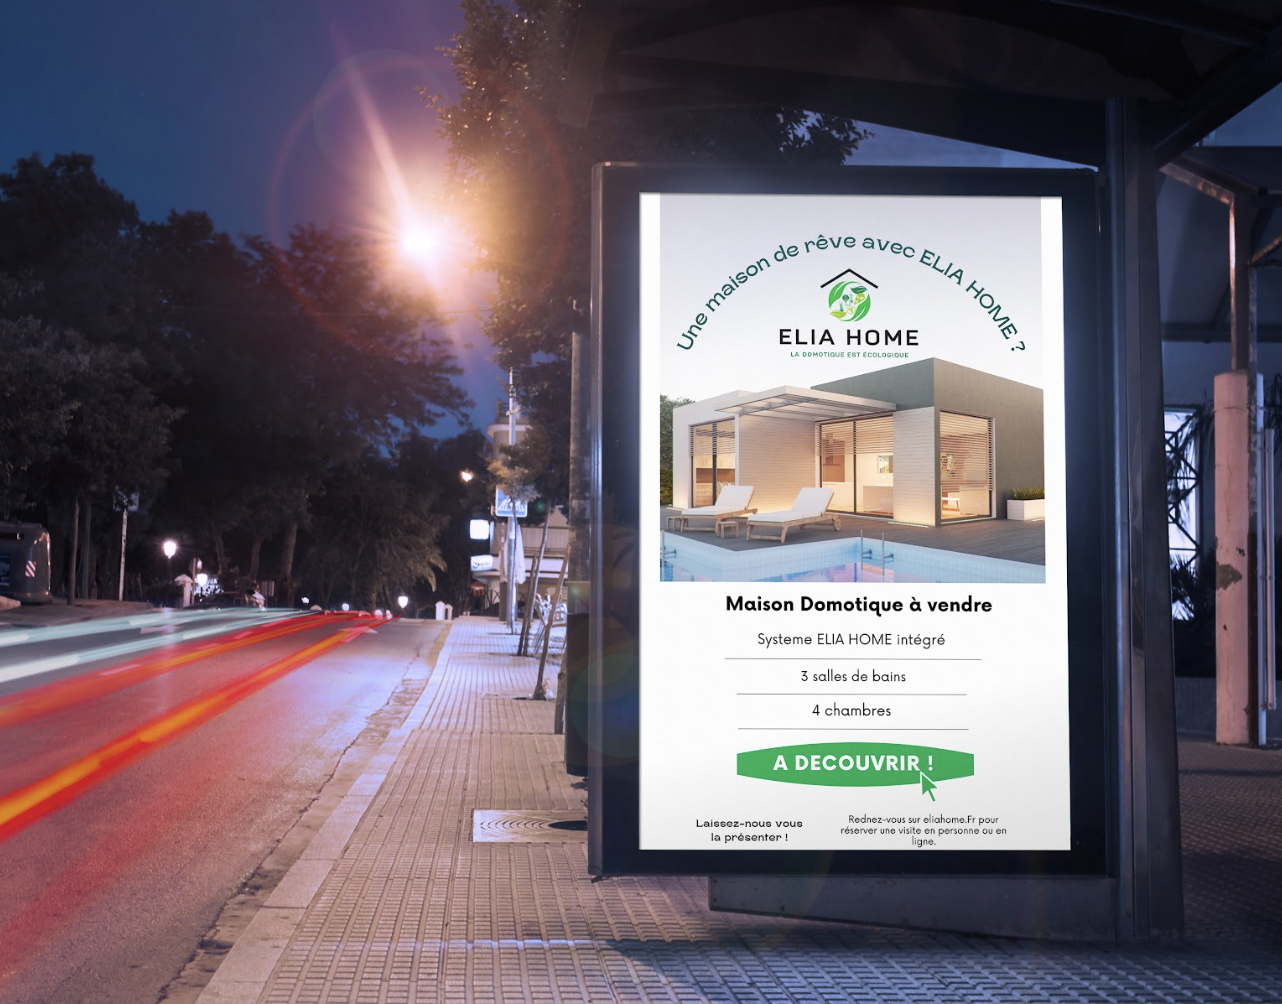 Une maison de rêve avec ELIA HOME ?
ELIA HOME
LA DOMOTIQUE EST ÉCOLOGIQUE
Maison Domotique à vendre
Systeme ELIA HOME intégré
3 salles de bains
4 chambres
A DECOUVRIR !
Laissez-nous vous
la présenter !
Rednez-vous sur eliahome.Fr pour
réserver une visite en personne ou en
ligne.